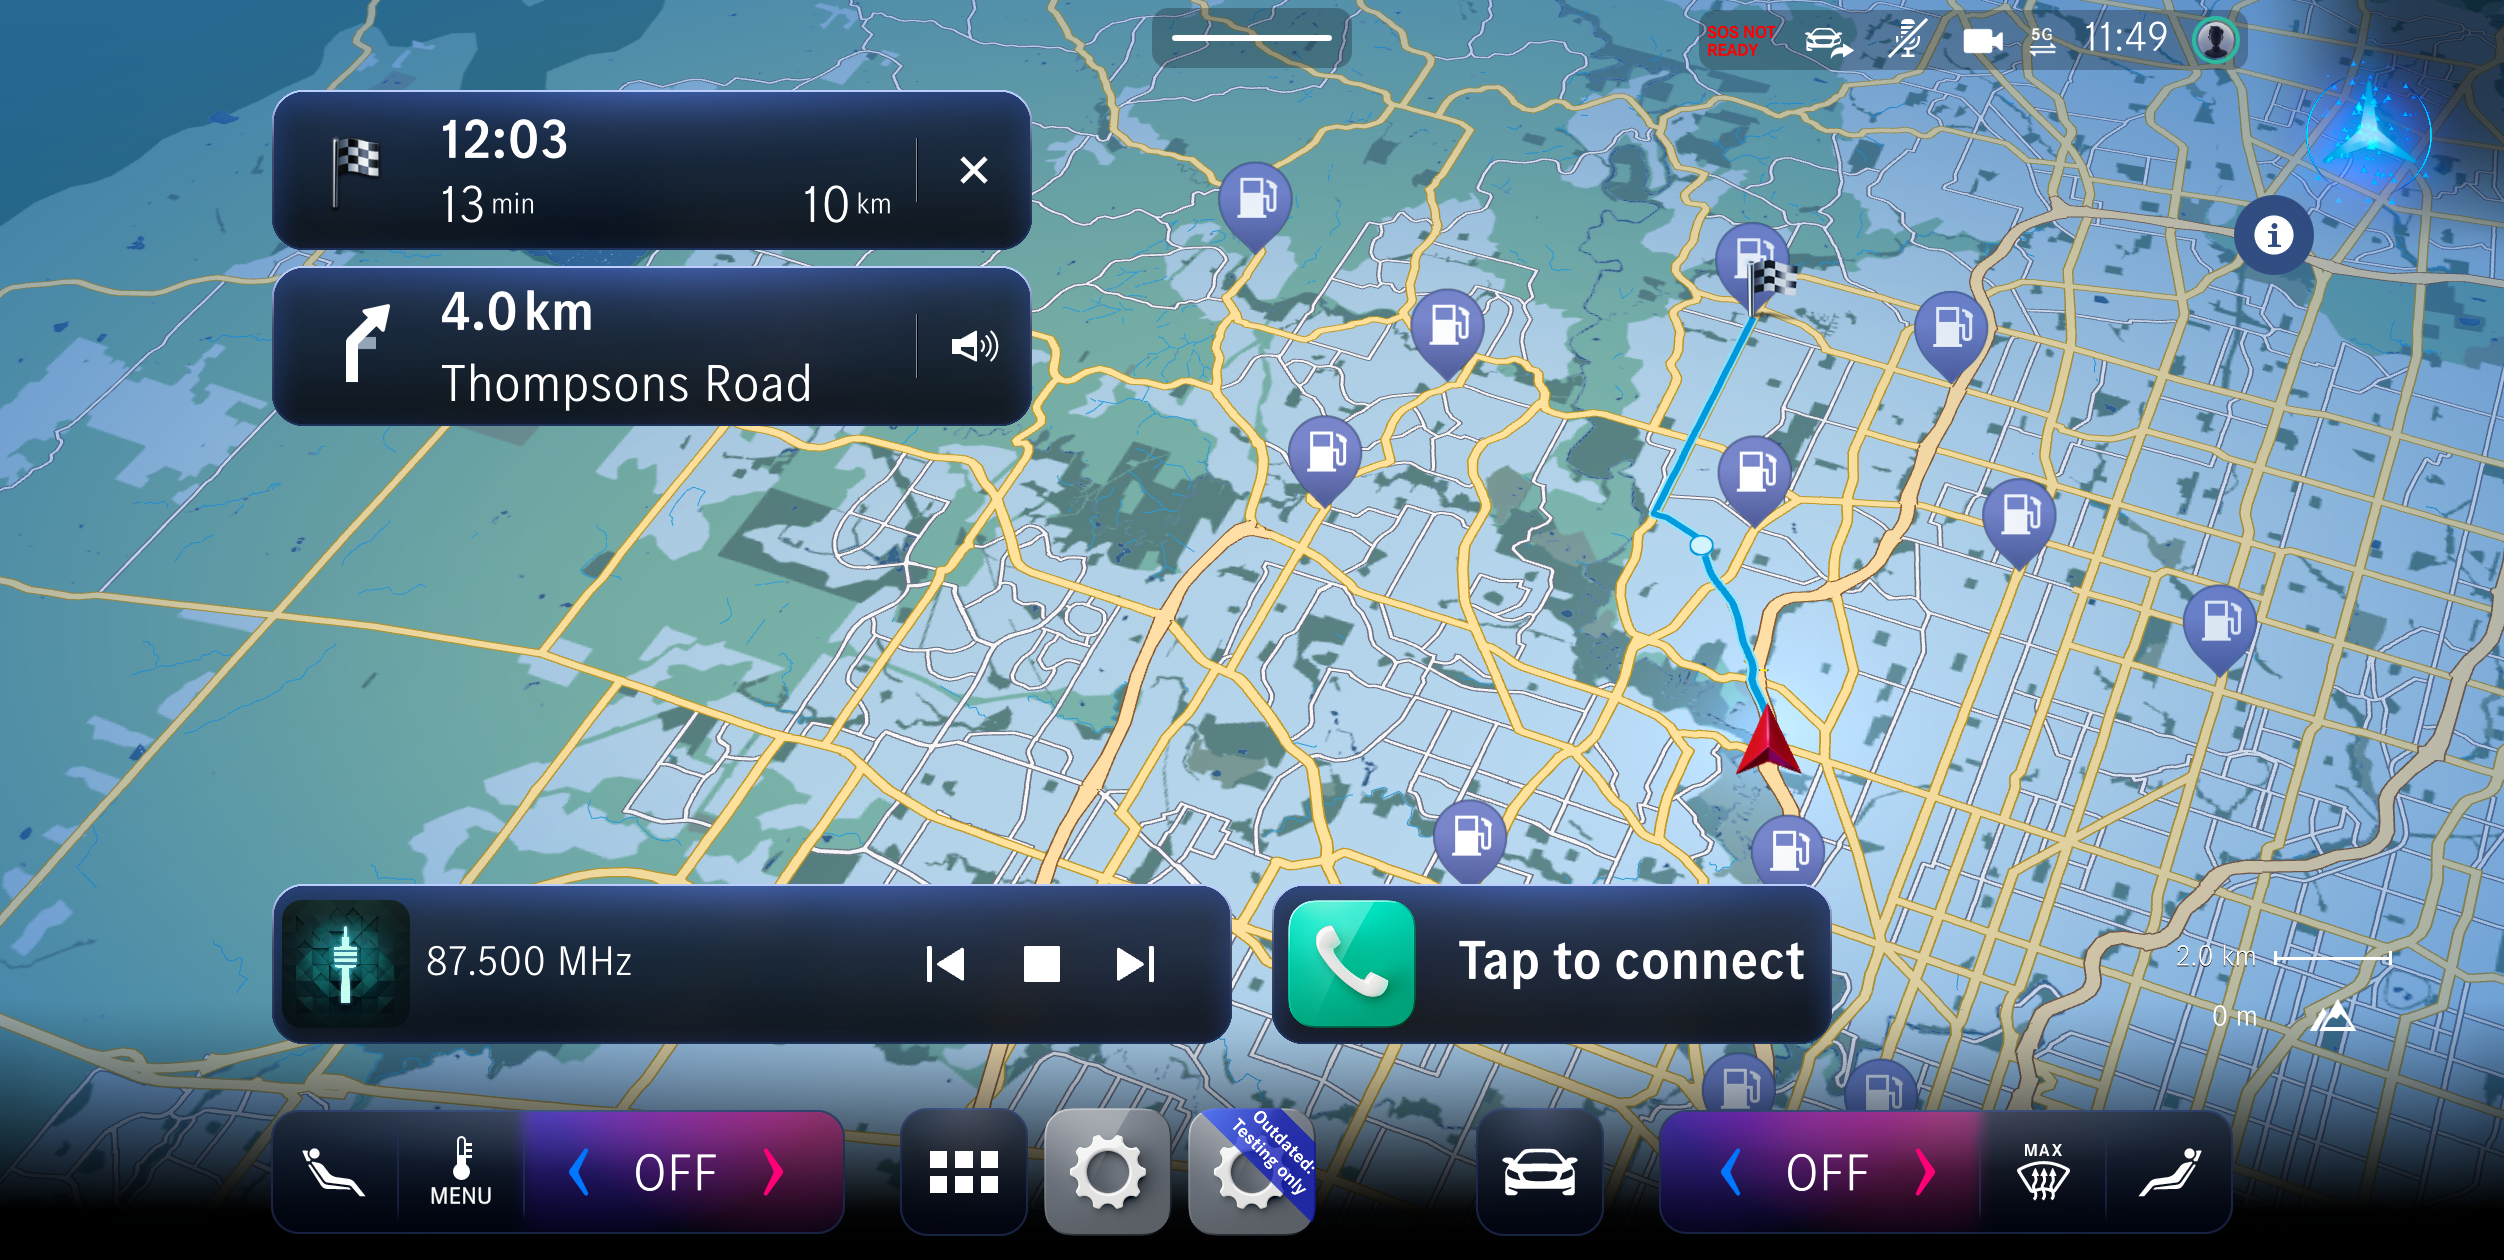 SOS NOT
READY
5G
11:49
12:03
13 min
10 km
4.0 km
Thompsons Road
87.500 MHz
Tap to connect
2.0 km
0 m
MENU
OFF
Outdated:
Testing only
OFF
MAX